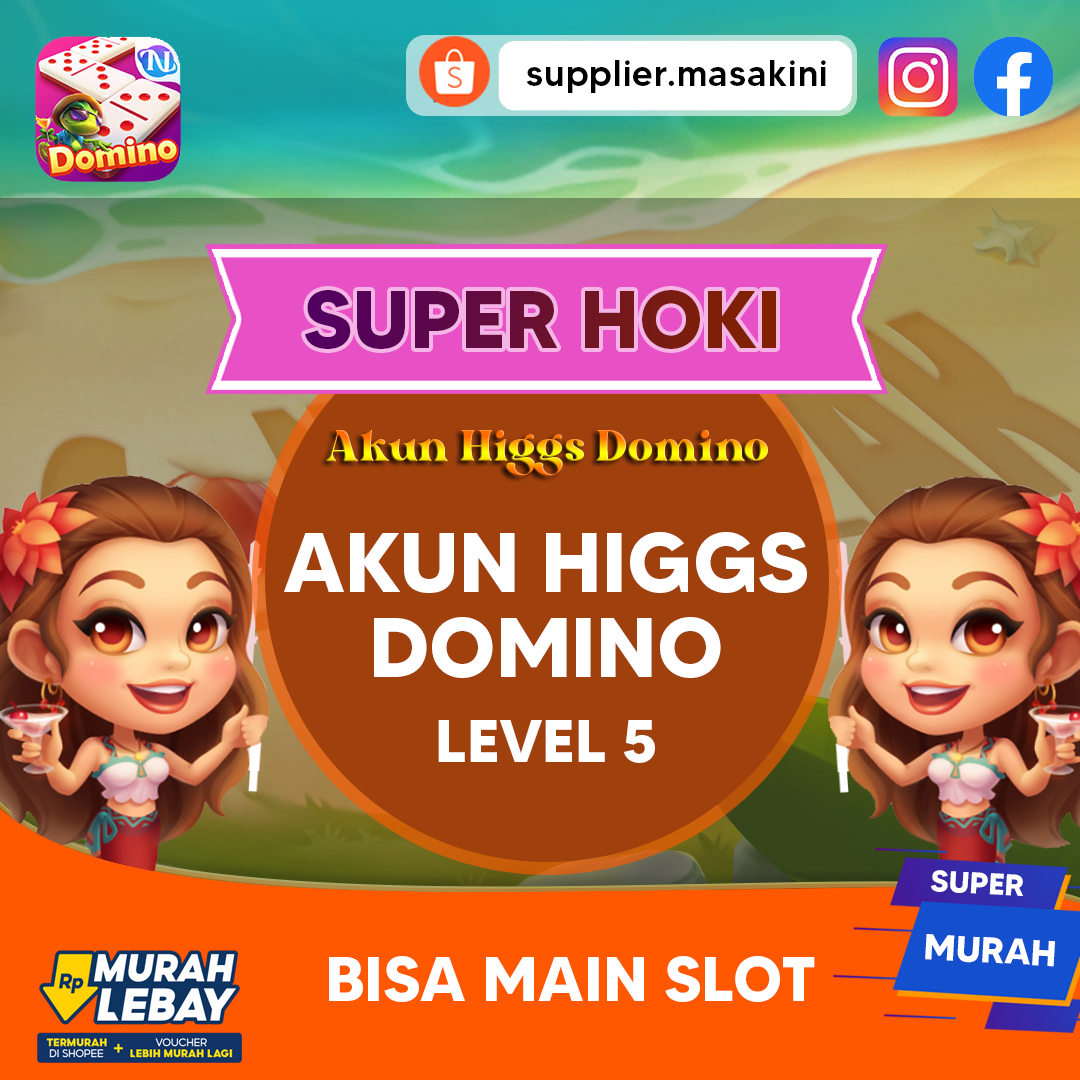 Domino
N
S
supplier.masakini
SUPER HOKI
Akun Higgs Domino
AKUN HIGGS
DOMINO
LEVEL 5
SUPER
MURAH
Rp
MURAH
LEBAY
TERMURAH
DI SHOPEE
+
VOUCHER
LEBIH MURAH LAGI
BISA MAIN SLOT